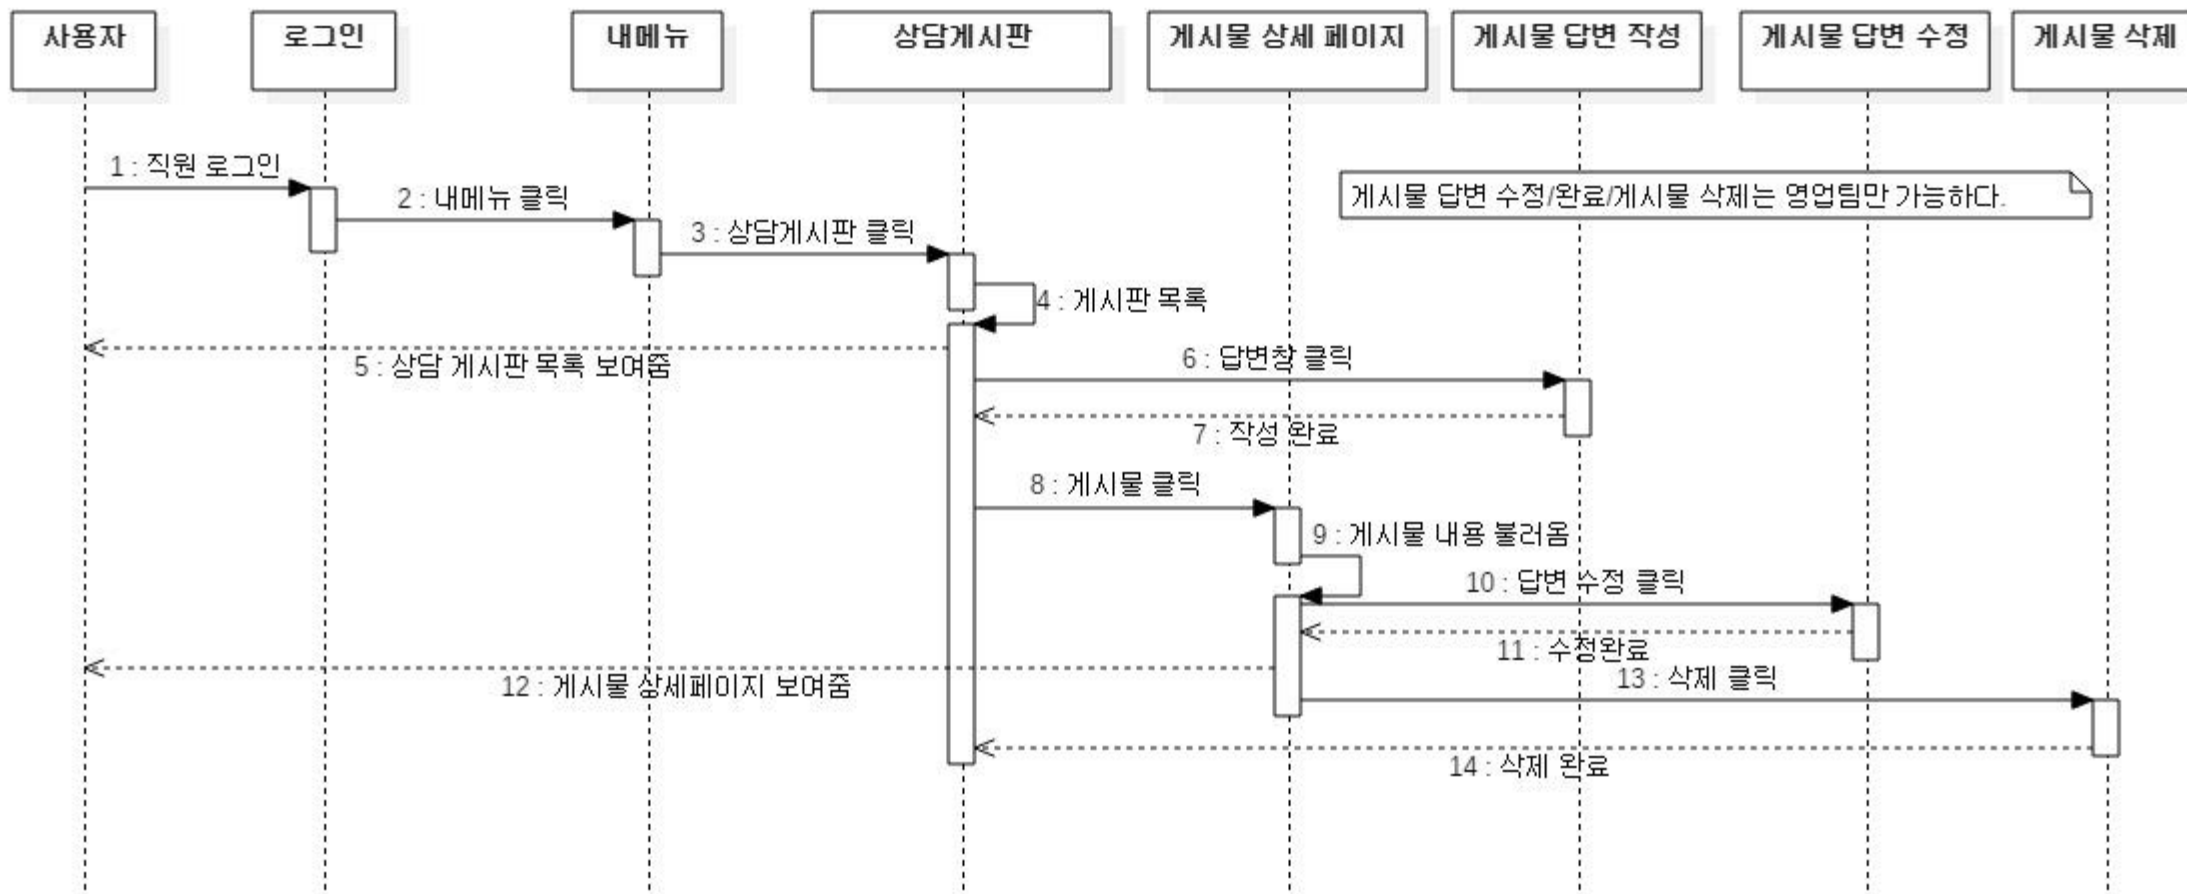 사용자
로그인
내메뉴
상담게시판
게시물 상세 페이지
게시물 답변 작성
게시물 답변 수정
게시물 삭제
1 : 직원 로그인
게시물 답변 수정/완료/게시물 삭제는 영업팀만 가능하다.
2 : 내메뉴 클릭
3 : 상담게시판 클릭
4 : 게시판 목록
5 : 상담 게시판 목록 보여줌
6 : 답변창 클릭
7 : 작성 완료
8 : 게시물 클릭
9 : 게시물 내용 불러옴
10 : 답변 수정 클릭
11 : 수정완료
12 : 게시물 상세페이지 보여줌
13 : 삭제 클릭
14 : 삭제 완료